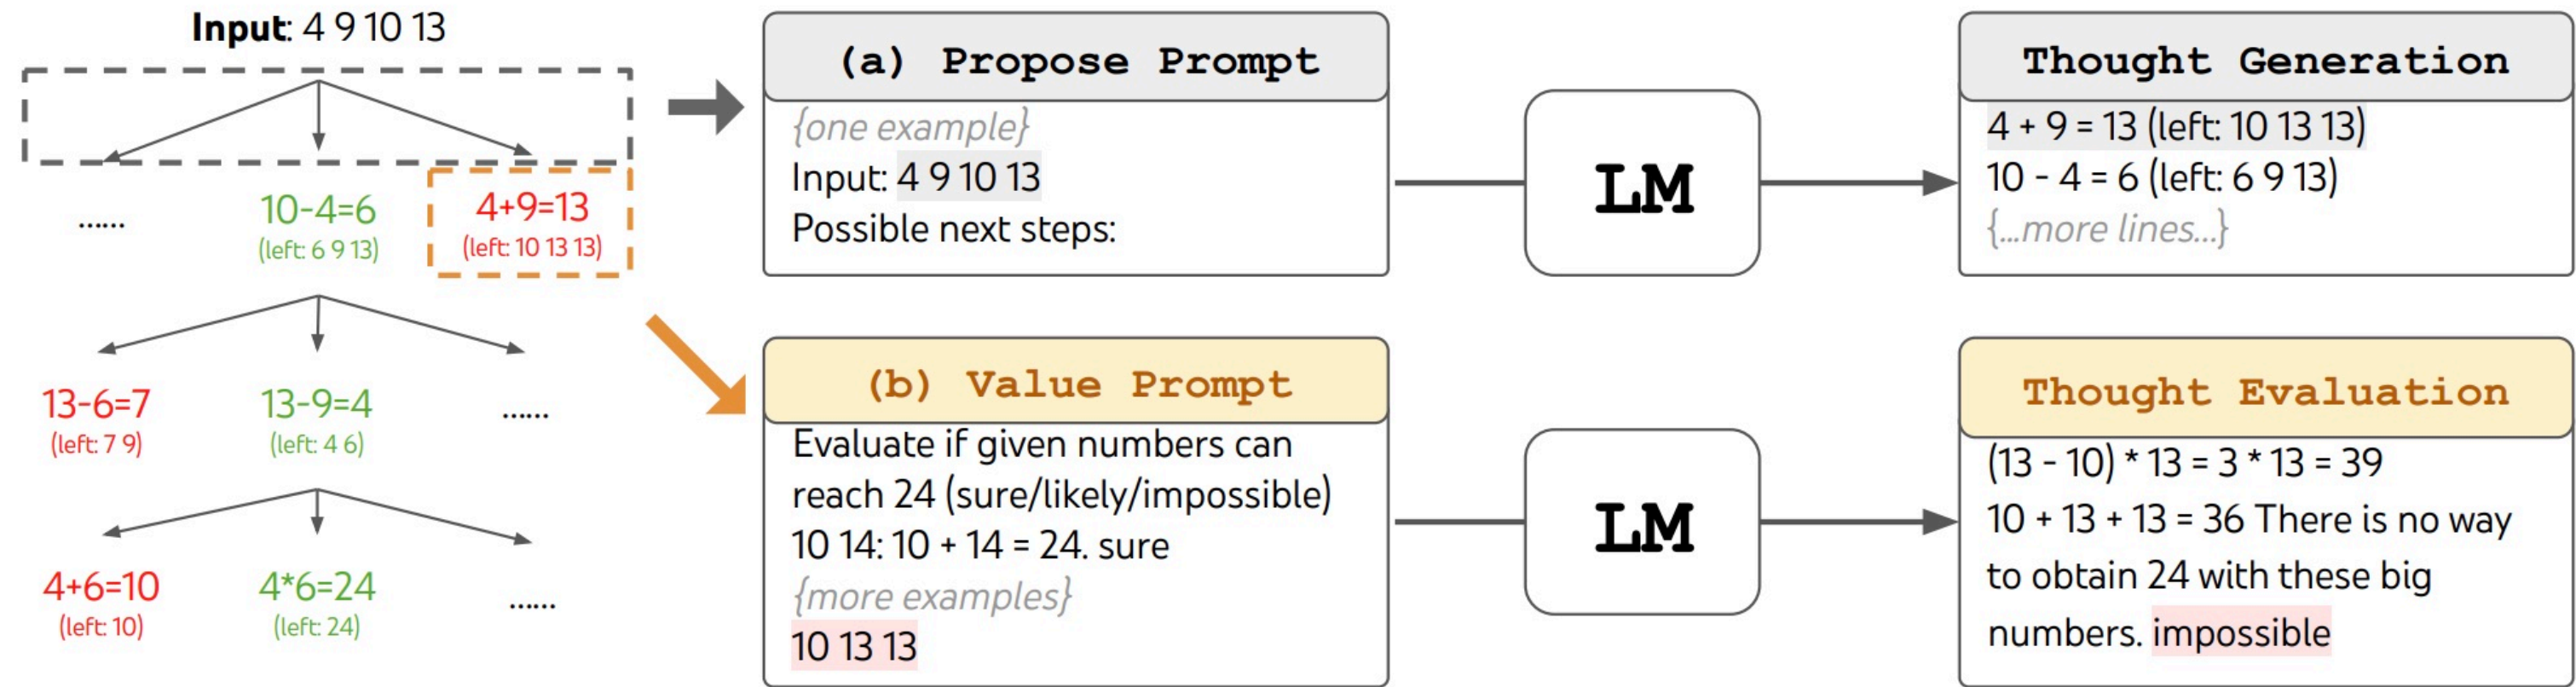 Input: 4 9 10 13
......
10-4=6
(left: 6 9 13)
4+9=13
(left: 10 13 13)
13-6=7
(left: 7 9)
13-9=4
(left: 4 6)
......
4+6=10
(left: 10)
4*6=24
(left: 24)
......
(a) Propose Prompt
{one example}
Input: 4 9 10 13
Possible next steps:
LM
Thought Generation
4 + 9 = 13 (left: 10 13 13)
10 - 4 = 6 (left: 6 9 13)
{...more lines...}
(b) Value Prompt
Evaluate if given numbers can
reach 24 (sure/likely/impossible)
10 14: 10 + 14 = 24. sure
{more examples}
10 13 13
LM
Thought Evaluation
(13 - 10) * 13 = 3 * 13 = 39
10 + 13 + 13 = 36 There is no way
to obtain 24 with these big
numbers. impossible